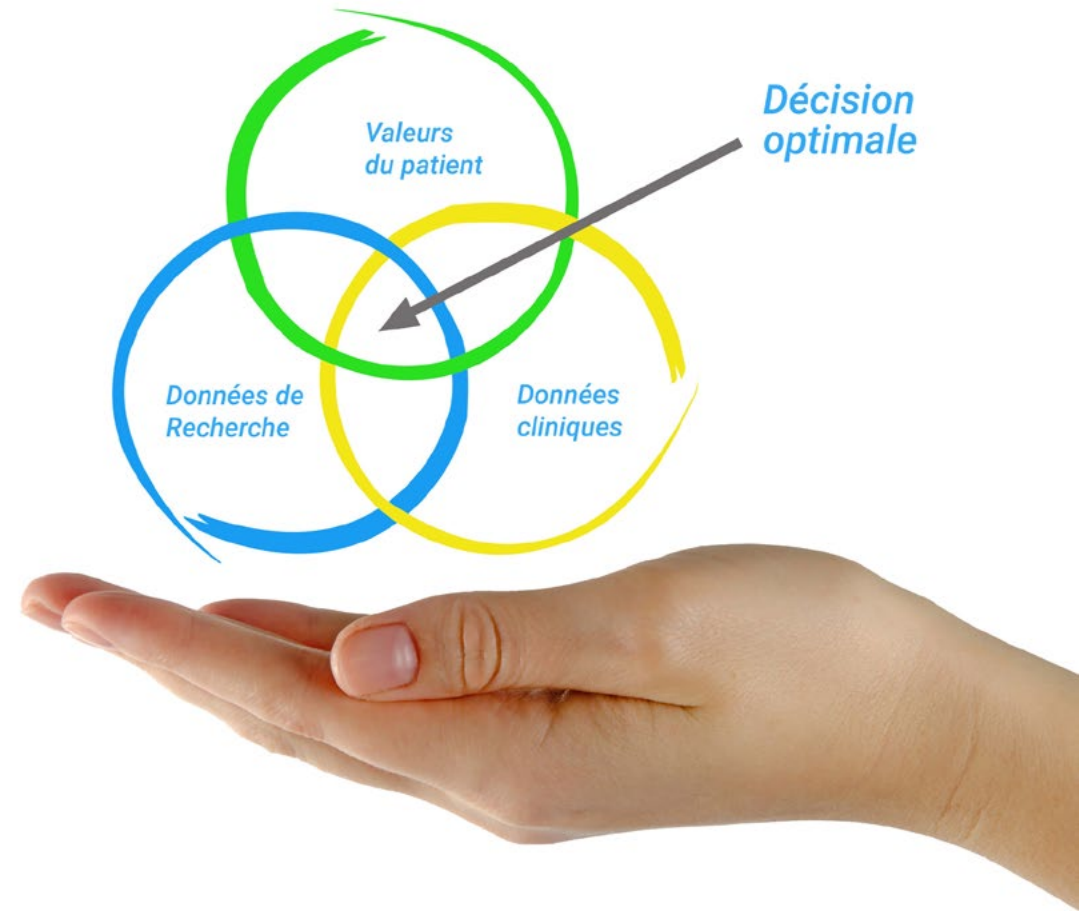 Valeurs
du patient
Décision
optimale
Données de
Recherche
Données
cliniques